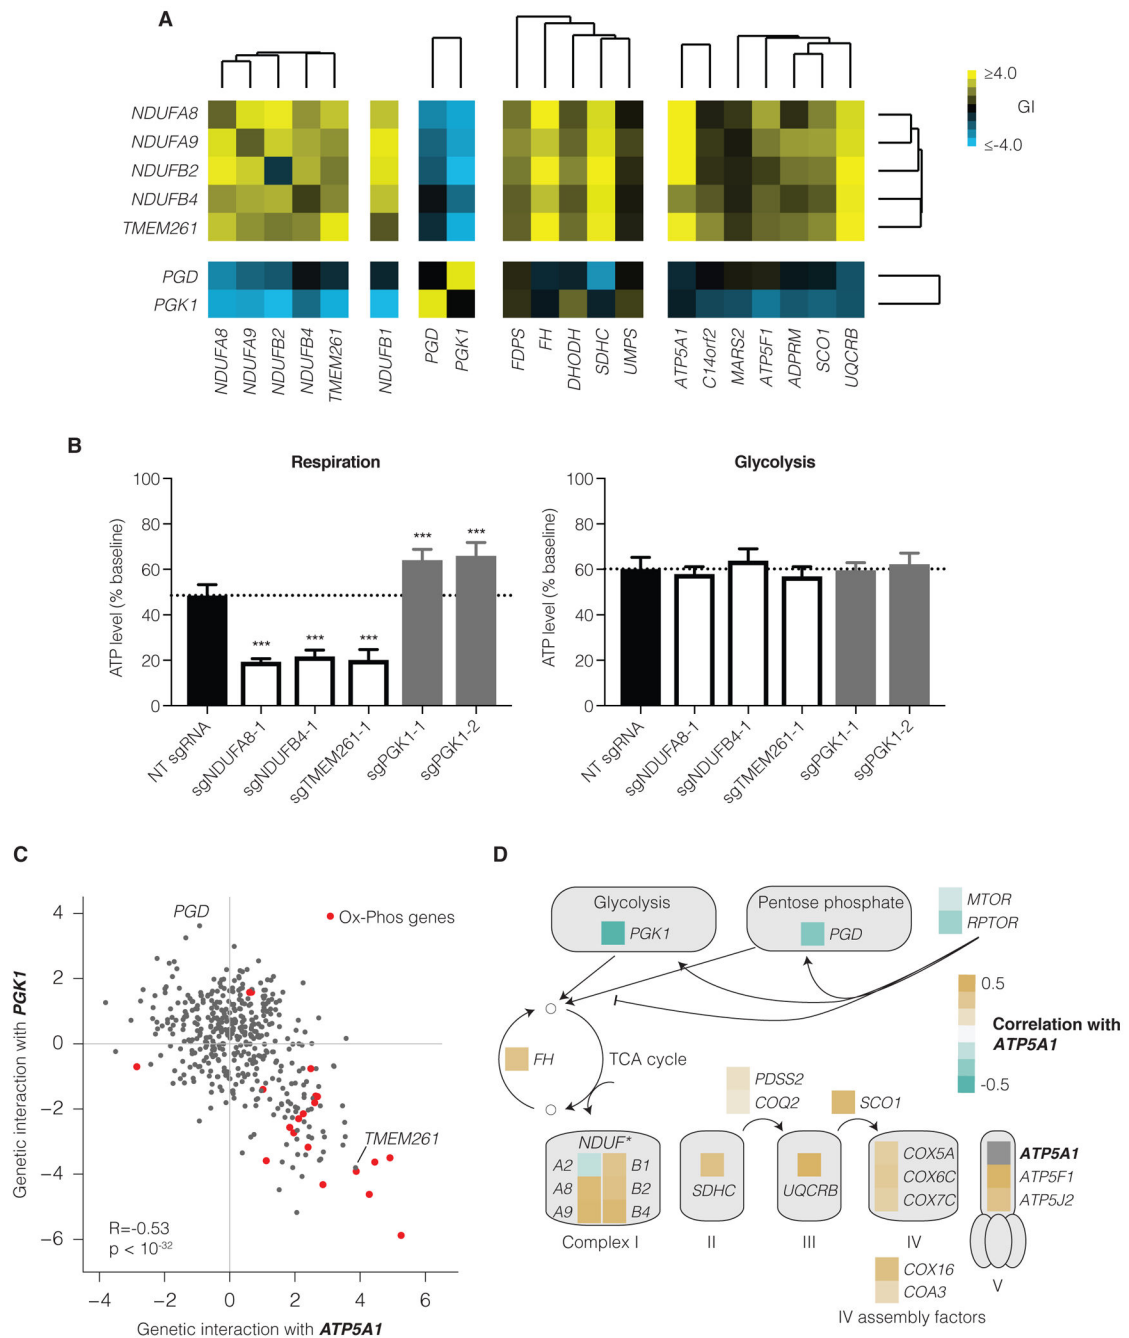 A
NDUFA8
NDUFA9
NDUFB2
NDUFB4
TMEM261
PGD
PGK1
≥4.0
GI
≤-4.0
NDUFA8
NDUFA9
NDUFB2
NDUFB4
TMEM261
NDUFB1
PGD
PGK1
FDPS
FH
DHODH
SDHC
UMPS
ATP5A1
C14orf2
MARS2
ATP5F1
ADPRM
SCO1
UQCRB
B
Respiration
ATP level (% baseline)
100
80
60
40
20
0
***
***
***
***
***
NT sgRNA
sgNDUFA8-1
sgNDUFB4-1
sgTMEM261-1
sgPGK1-1
sgPGK1-2
Glycolysis
ATP level (% baseline)
100
80
60
40
20
0
NT sgRNA
sgNDUFA8-1
sgNDUFB4-1
sgTMEM261-1
sgPGK1-1
sgPGK1-2
C
Genetic interaction with PGK1
4
2
0
−2
−4
−6
PGD
Ox-Phos genes
TMEM261
R=-0.53
p < 10-32
−4
−2
0
2
4
6
Genetic interaction with ATP5A1
D
Glycolysis
PGK1
Pentose phosphate
PGD
MTOR
RPTOR
0.5
Correlation with
ATP5A1
-0.5
FH
TCA cycle
PDSS2
COQ2
SCO1
NDUF*
A2
B1
A8
B2
A9
B4
Complex I
SDHC
II
UQCRB
III
COX5A
COX6C
COX7C
IV
ATP5A1
ATP5F1
ATP5J2
V
COX16
COA3
IV assembly factors